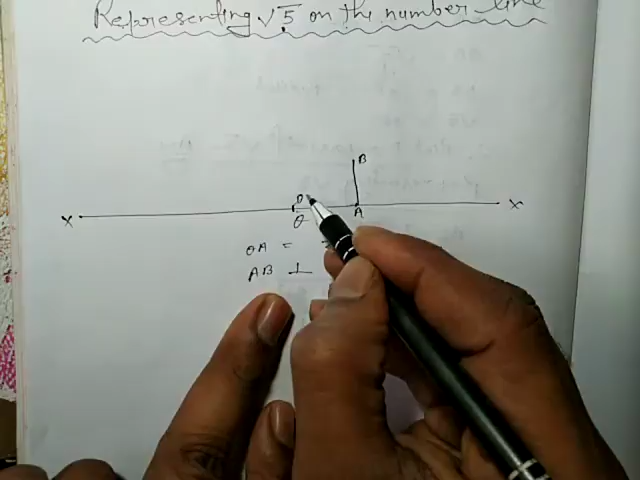 Representing √5 on the number line
B
X O A X
OA =
AB ⊥